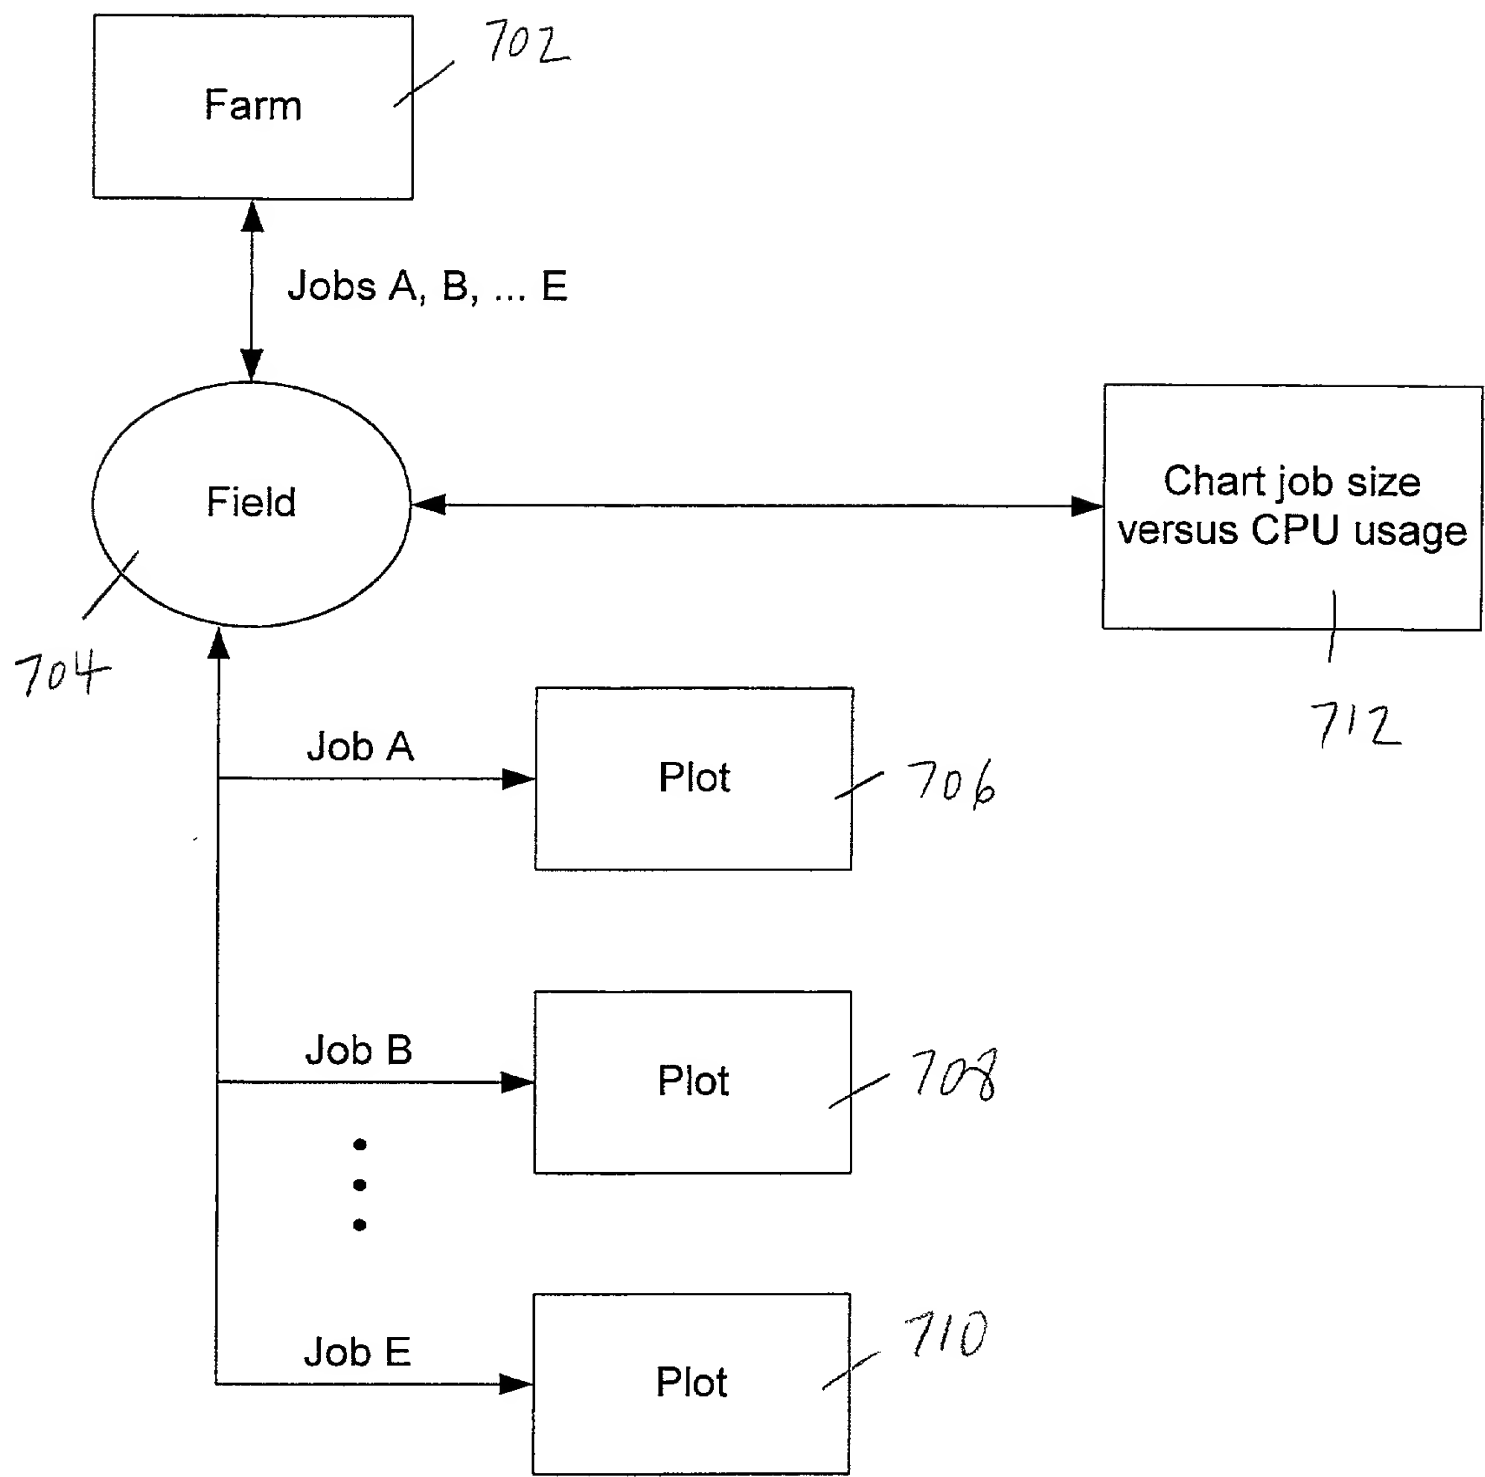 702
Farm
Jobs A, B, ... E
Field
Chart job size
versus CPU usage
704
712
Job A
Plot
706
Job B
Plot
708
Job E
Plot
710